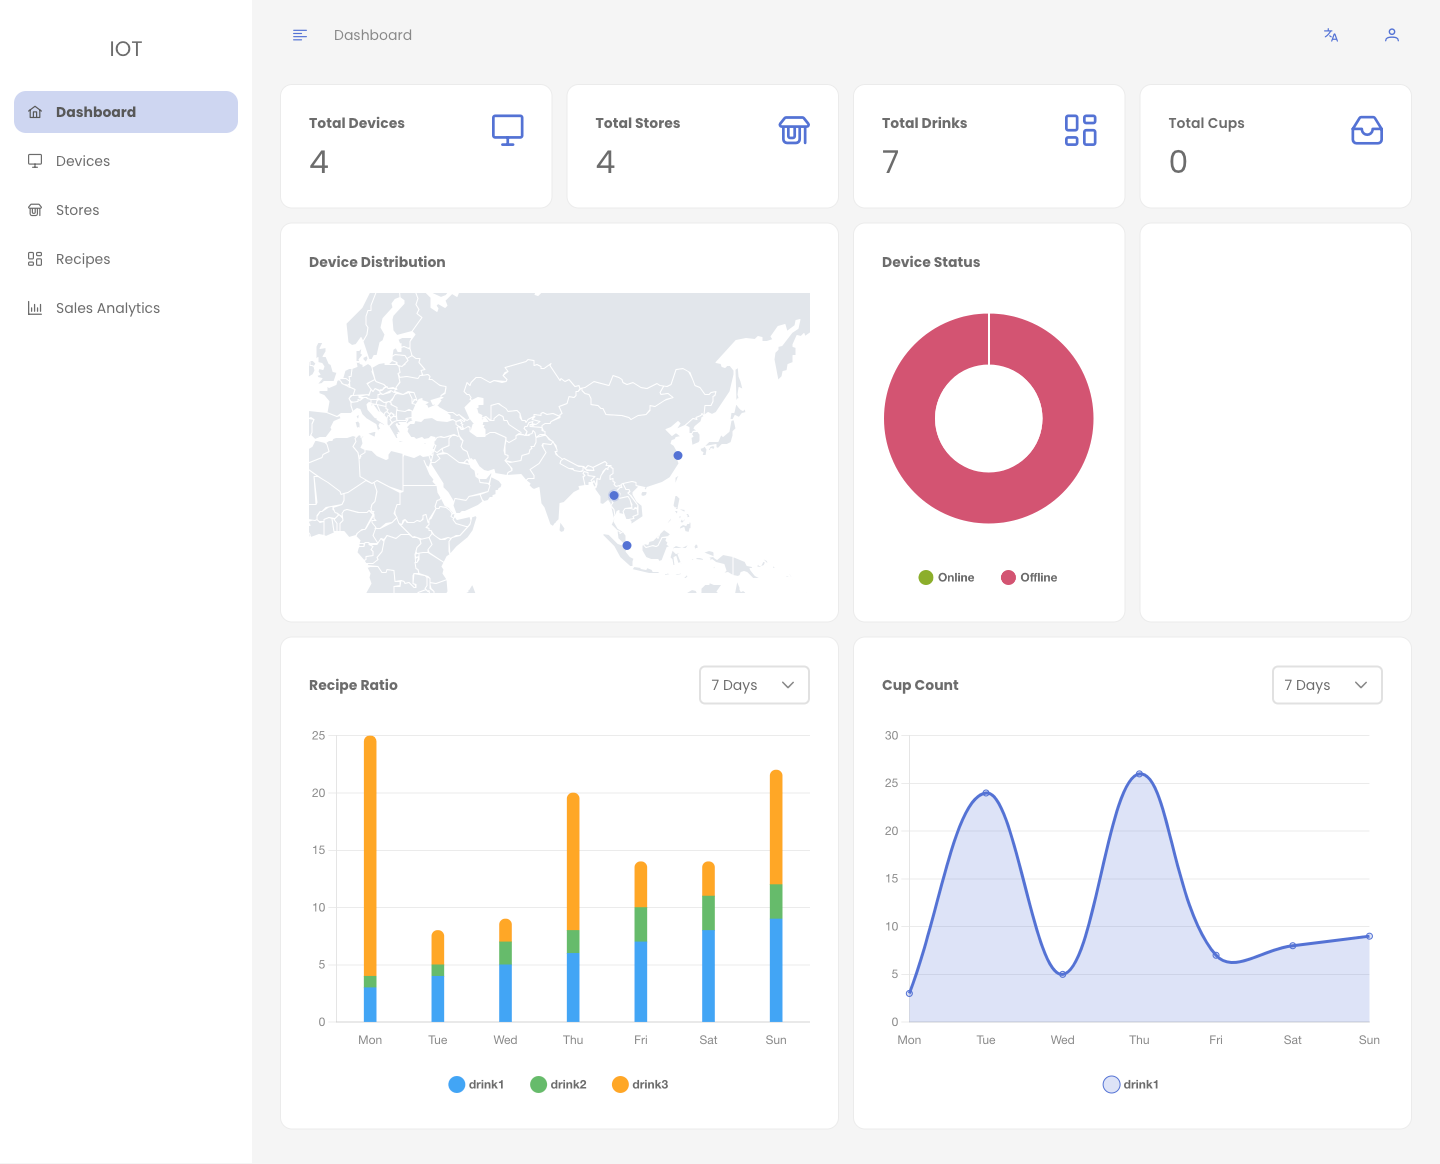 IOT
Dashboard
Devices
Stores
Recipes
Sales Analytics
Dashboard
Total Devices
4
Total Stores
4
Total Drinks
7
Total Cups
0
Device Distribution
Device Status
Online Offline
Recipe Ratio
7 Days
25
20
15
10
5
0
Mon Tue Wed Thu Fri Sat Sun
drink1 drink2 drink3
Cup Count
7 Days
30
25
20
15
10
5
0
Mon Tue Wed Thu Fri Sat Sun
drink1